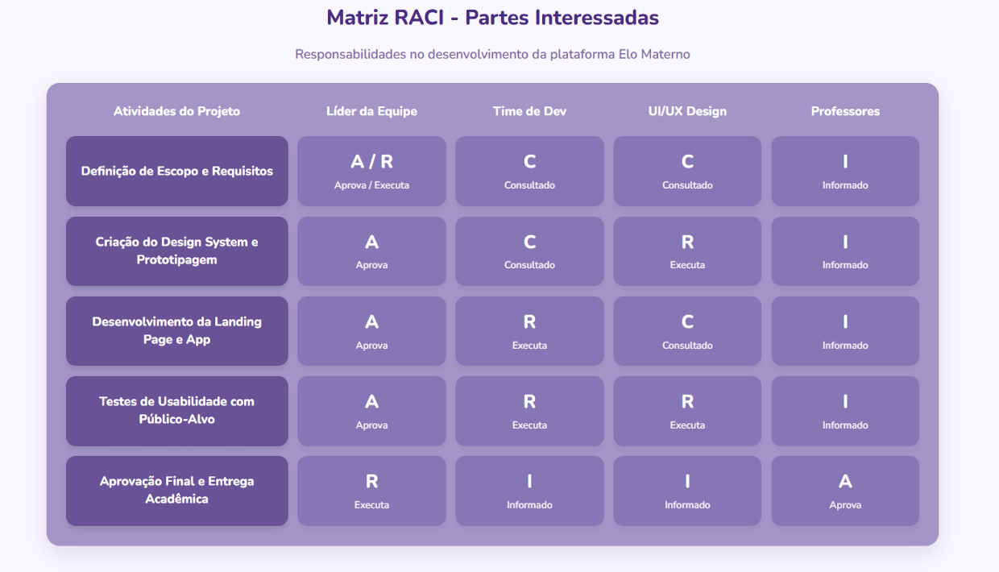 Matriz RACI - Partes Interessadas
Responsabilidades no desenvolvimento da plataforma Elo Materno
Atividades do Projeto Líder da Equipe Time de Dev UI/UX Design Professores
Definição de Escopo e Requisitos
A / R C C I
Aprova / Executa Consultado Consultado Informado
Criação do Design System e
Prototipagem
A C R I
Aprova Consultado Executa Informado
Desenvolvimento da Landing
Page e App
A R C I
Aprova Executa Consultado Informado
Testes de Usabilidade com
Público-Alvo
A R R I
Aprova Executa Executa Informado
Aprovação Final e Entrega
Acadêmica
R I I A
Executa Informado Informado Aprova